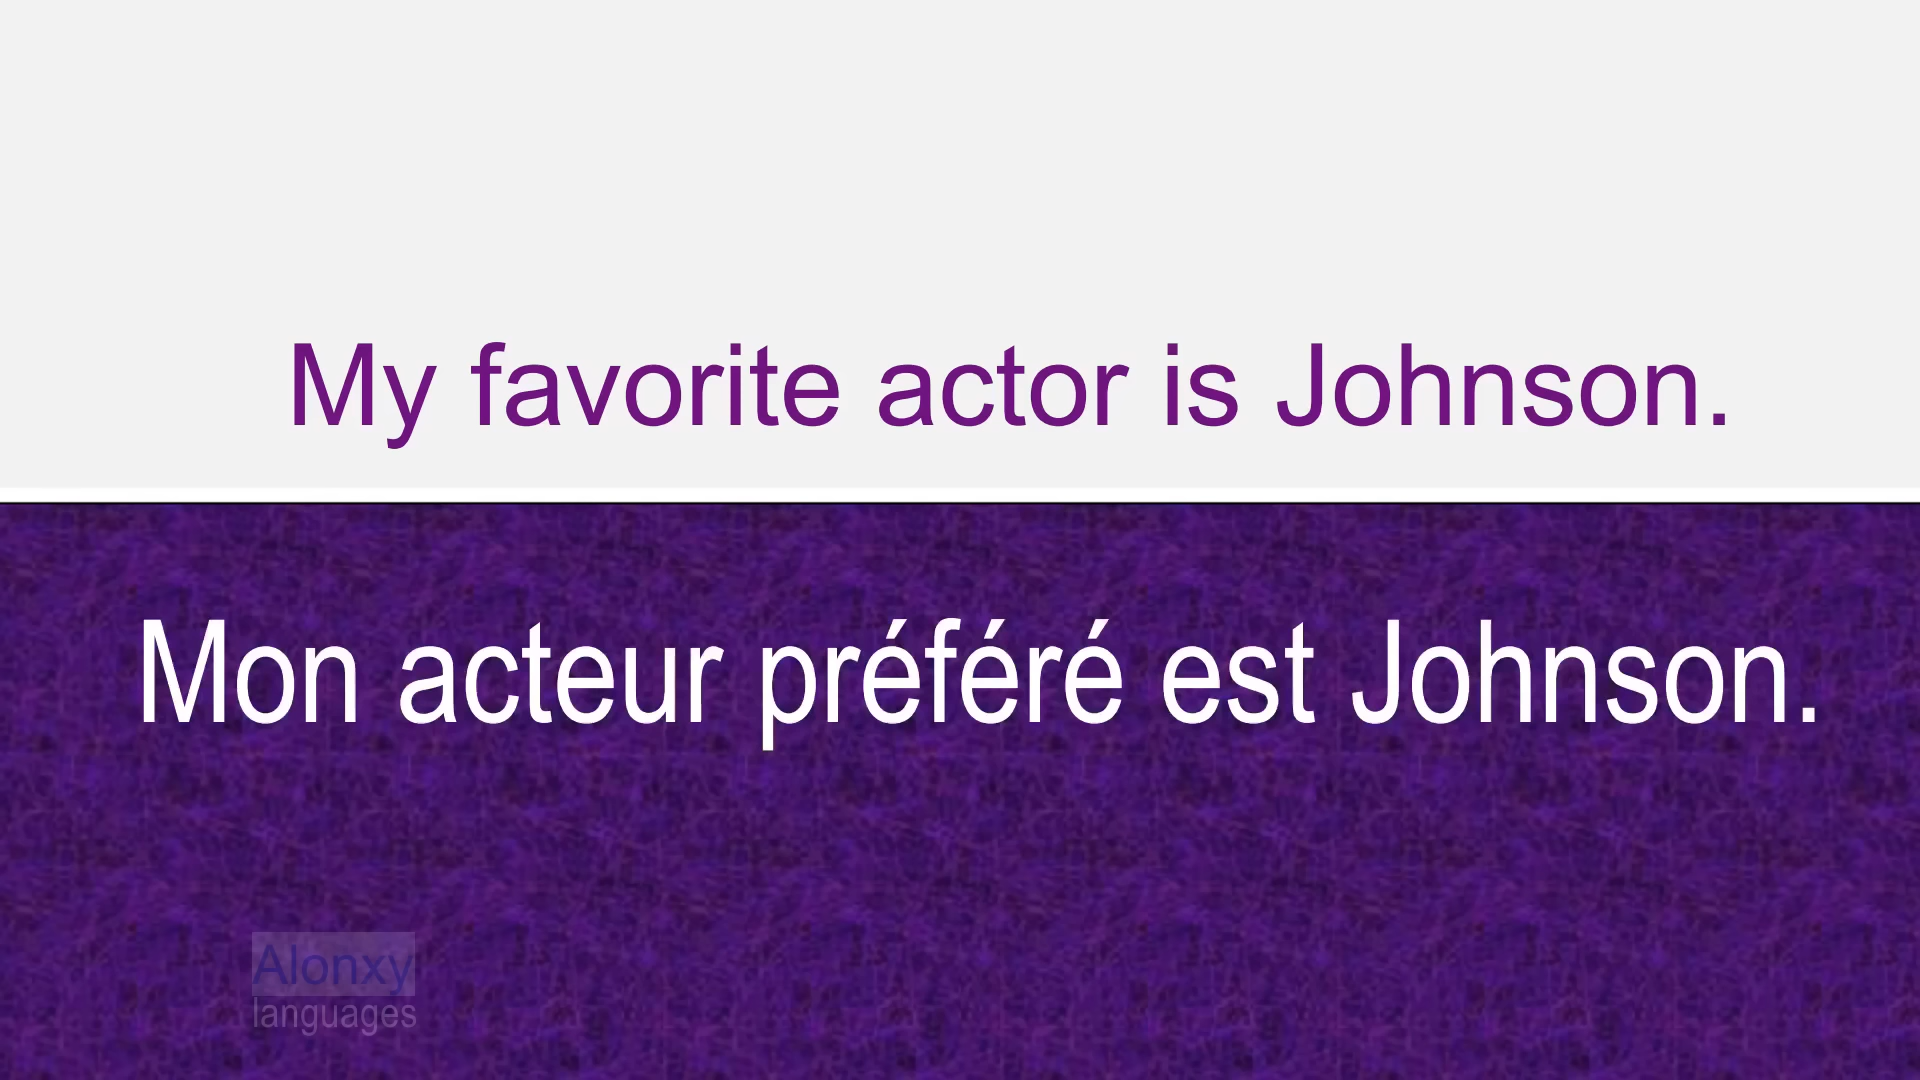 My favorite actor is Johnson.
Mon acteur préféré est Johnson.
Alonxy
languages